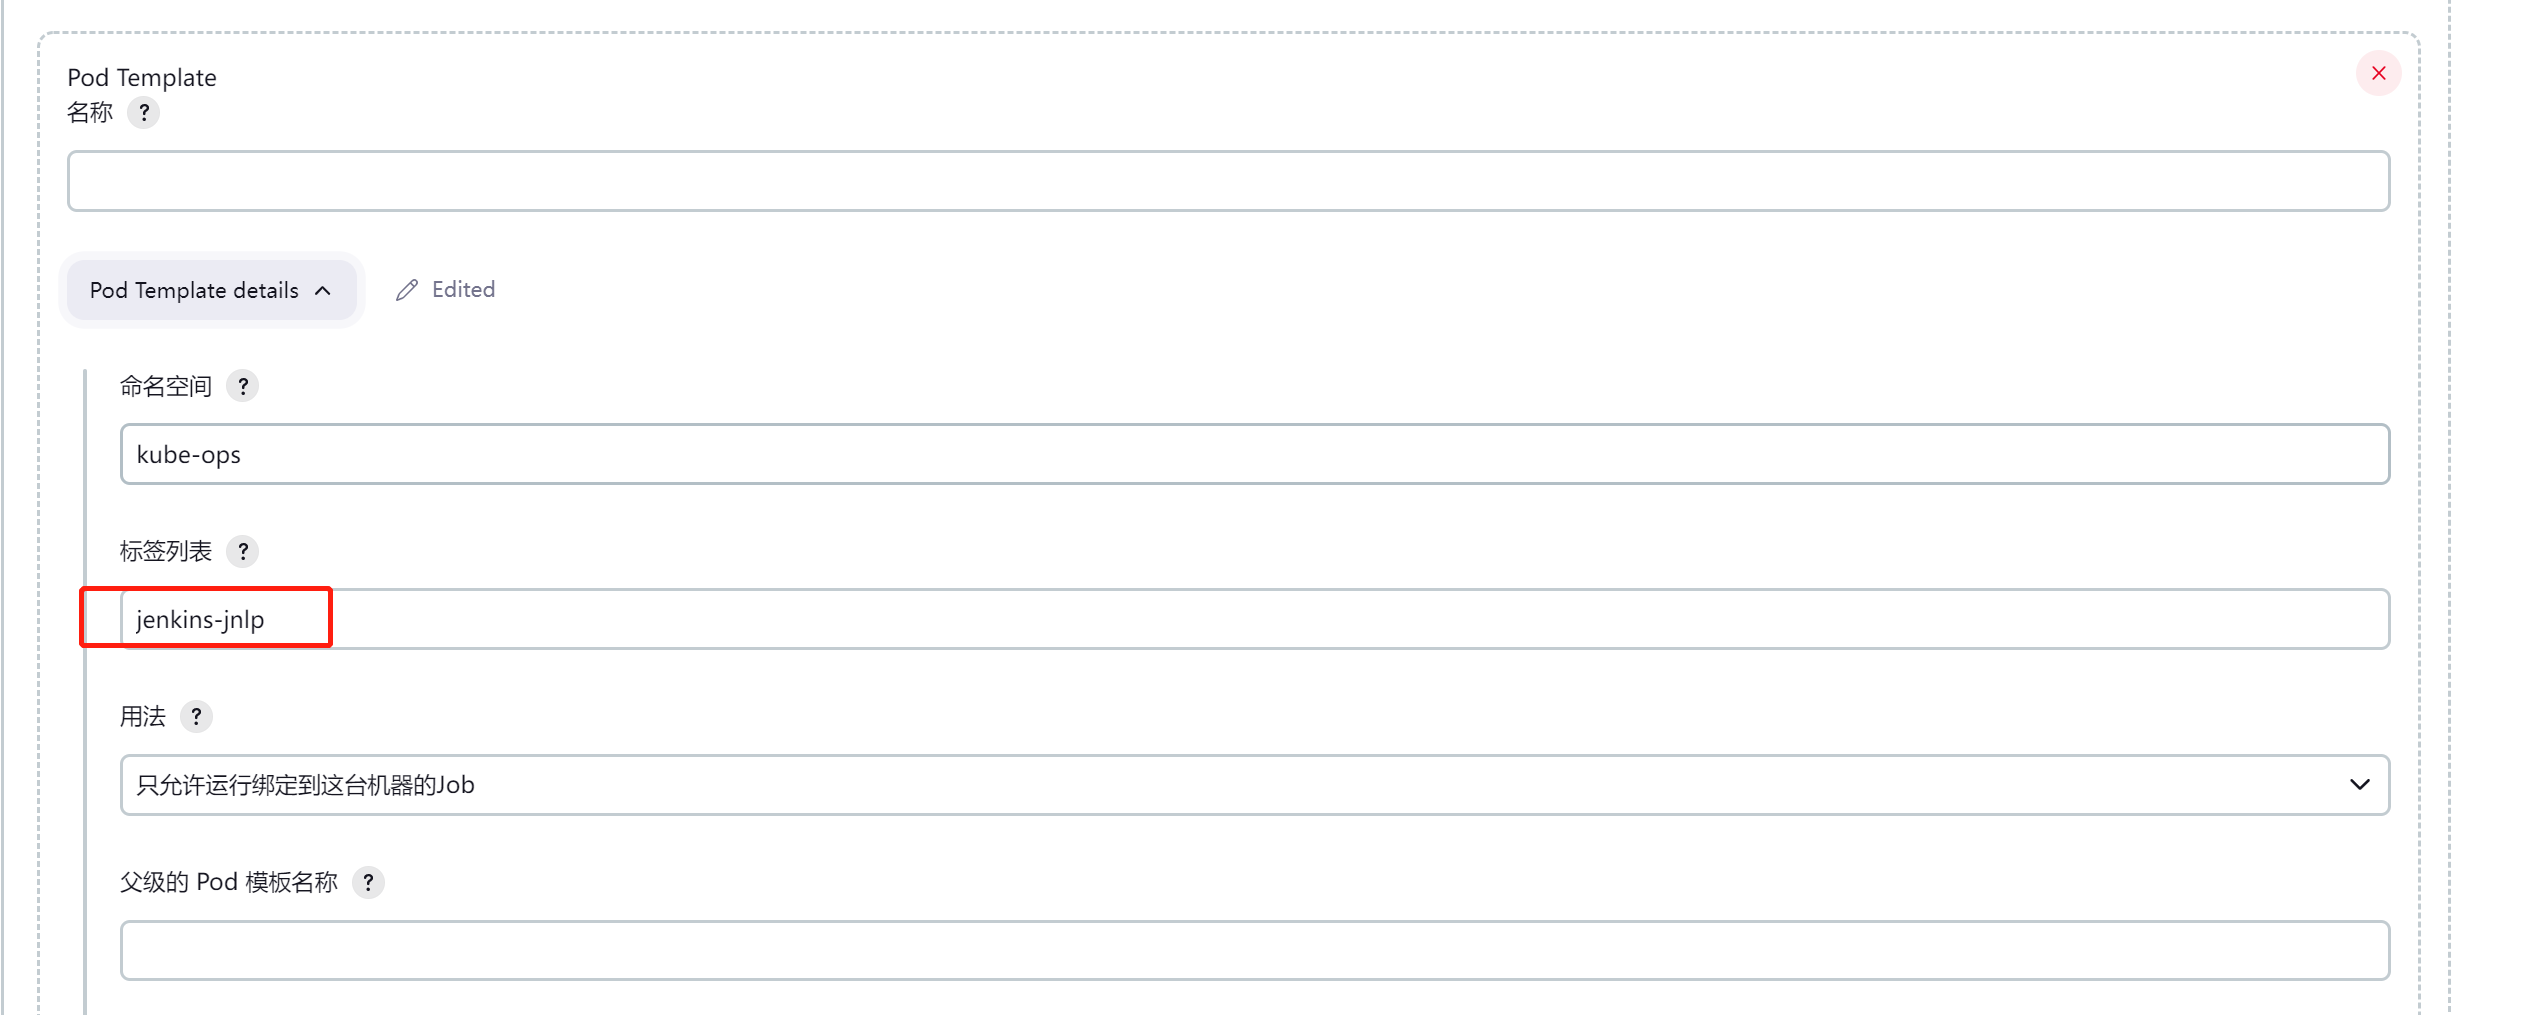 Pod Template
名称 ?
Pod Template details
Edited
命名空间 ?
kube-ops
标签列表 ?
jenkins-jnlp
用法 ?
只允许运行绑定到这台机器的Job
父级的 Pod 模板名称 ?